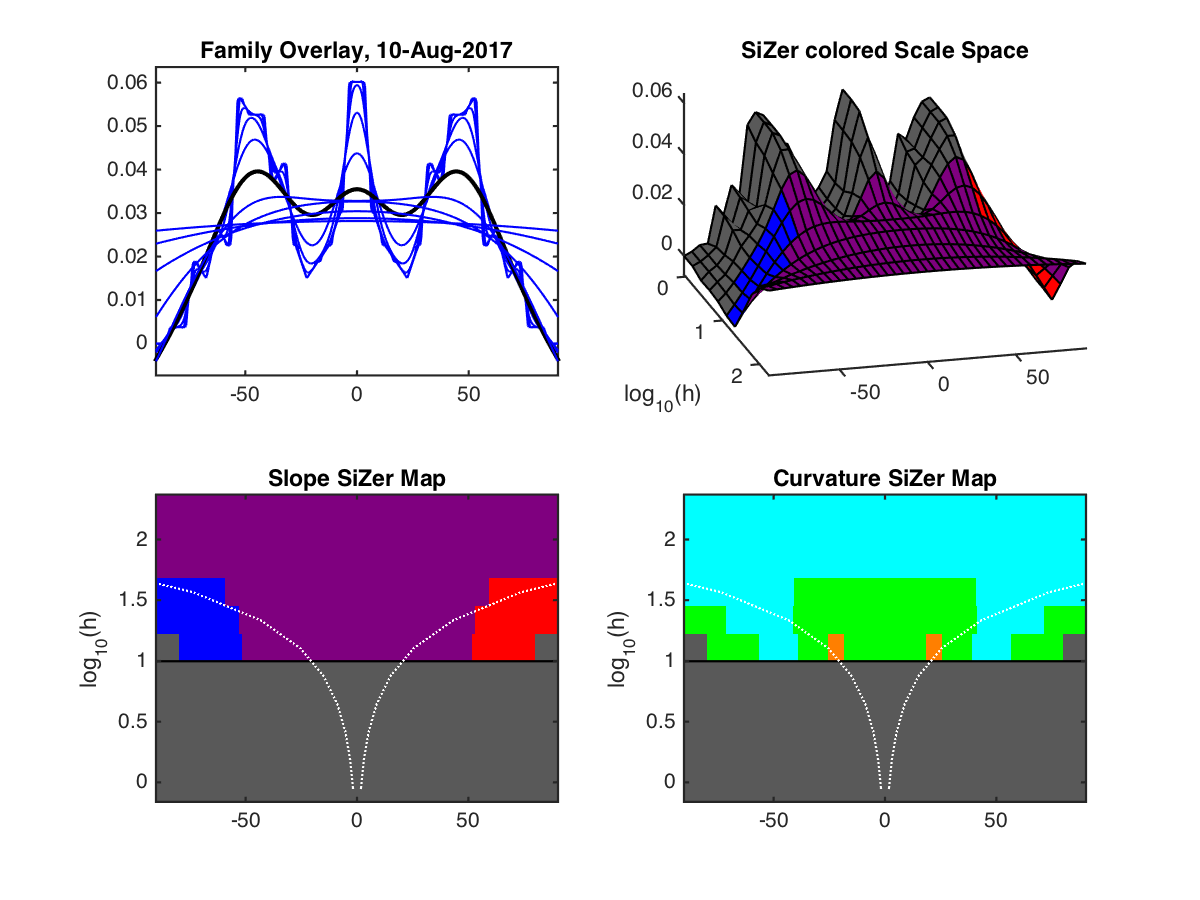 Family Overlay, 10-Aug-2017
0.06
0.05
0.04
0.03
0.02
0.01
0
-50 0 50
SiZer colored Scale Space
0.06
0.04
0.02
0
0
1
2
log10(h)
-50 0 50
Slope SiZer Map
log10(h)
2
1.5
1
0.5
0
-50 0 50
Curvature SiZer Map
log10(h)
2
1.5
1
0.5
0
-50 0 50